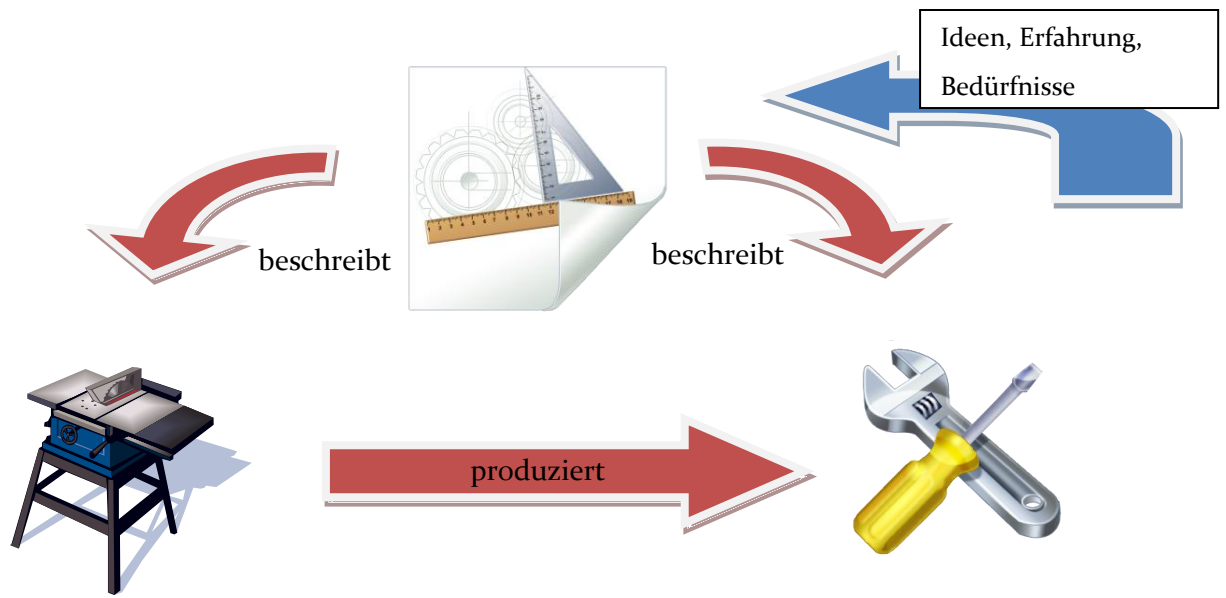 Ideen, Erfahrung,
Bedürfnisse
beschreibt
beschreibt
produziert